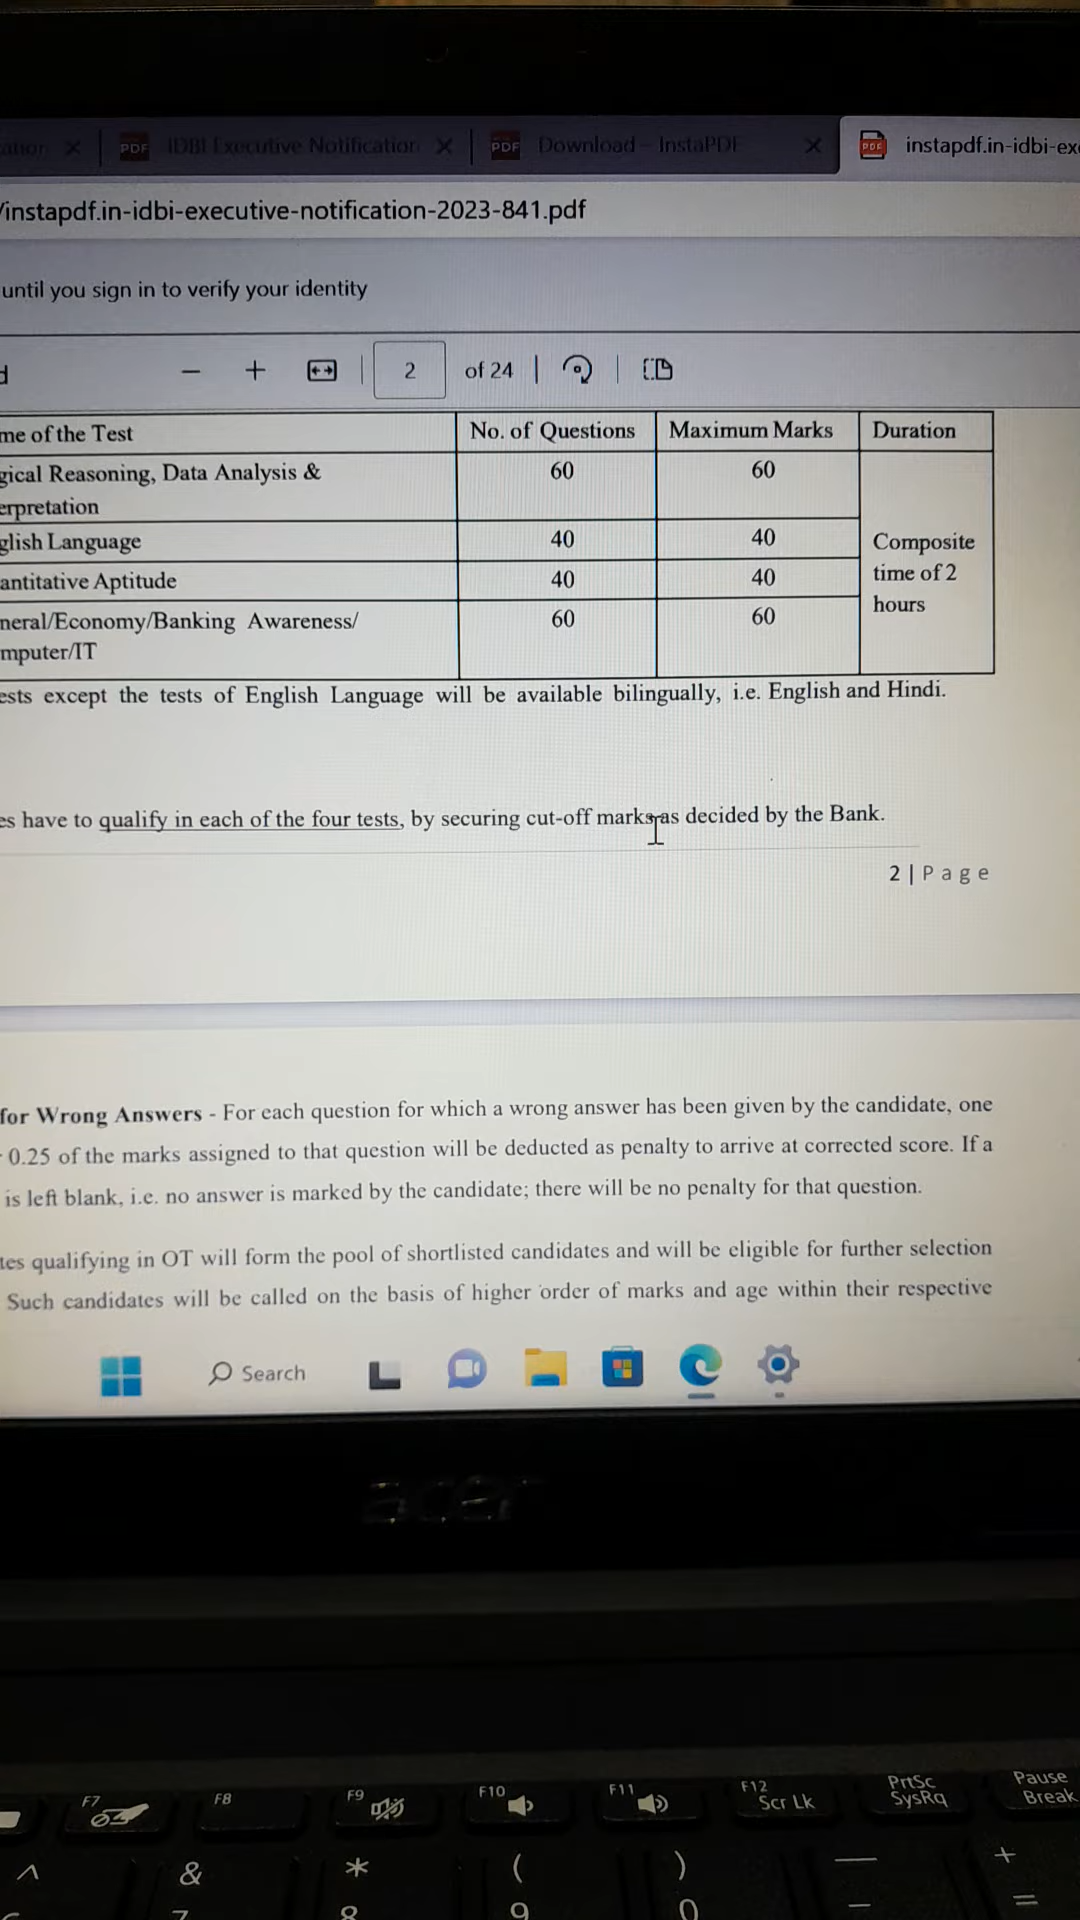 PDF IDBI Executive Notification PDF Download - InstaPDF PDF instapdf.in-idbi-ex
/instapdf.in-idbi-executive-notification-2023-841.pdf
until you sign in to verify your identity
2 of 24
me of the Test No. of Questions Maximum Marks Duration
gical Reasoning, Data Analysis & 60 60
erpretation
glish Language 40 40 Composite
antitative Aptitude 40 40 time of 2
hours
neral/Economy/Banking Awareness/ 60 60
mputer/IT
ests except the tests of English Language will be available bilingually, i.e. English and Hindi.
es have to qualify in each of the four tests, by securing cut-off marks as decided by the Bank.
2 | Page
for Wrong Answers - For each question for which a wrong answer has been given by the candidate, one
0.25 of the marks assigned to that question will be deducted as penalty to arrive at corrected score. If a
is left blank, i.e. no answer is marked by the candidate; there will be no penalty for that question.
tes qualifying in OT will form the pool of shortlisted candidates and will be eligible for further selection
Such candidates will be called on the basis of higher order of marks and age within their respective
Search
acer
F7 F8 F9 F10 F11 F12 Scr Lk PrtSc SysRq Pause Break
^ & * ( ) — +
7 8 9 0 - =